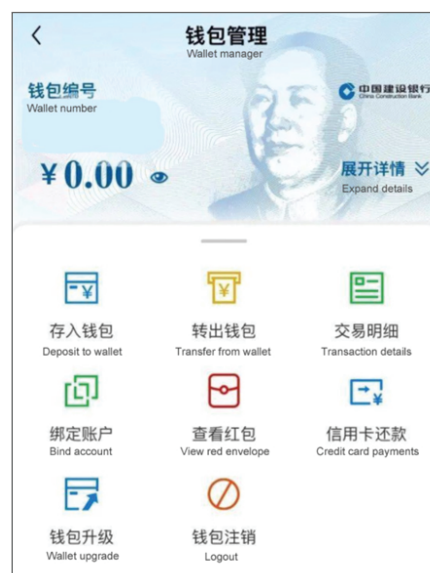 钱包管理
Wallet manager
钱包编号
Wallet number
中国建设银行
China Construction Bank
¥0.00
展开详情
Expand details
存入钱包
转出钱包
交易明细
Deposit to wallet
Transfer from wallet
Transaction details
绑定账户
查看红包
信用卡还款
Bind account
View red envelope
Credit card payments
钱包升级
钱包注销
Wallet upgrade
Logout